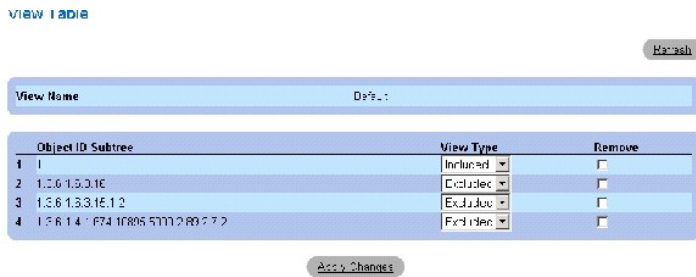 View Table
Refresh
View Name Default
Object ID Subtree View Type Remove
1 1 Included
2 1.3.6.1.6.3.16 Excluded
3 1.3.6.1.6.3.15.1.2 Excluded
4 Excluded
Apply Changes